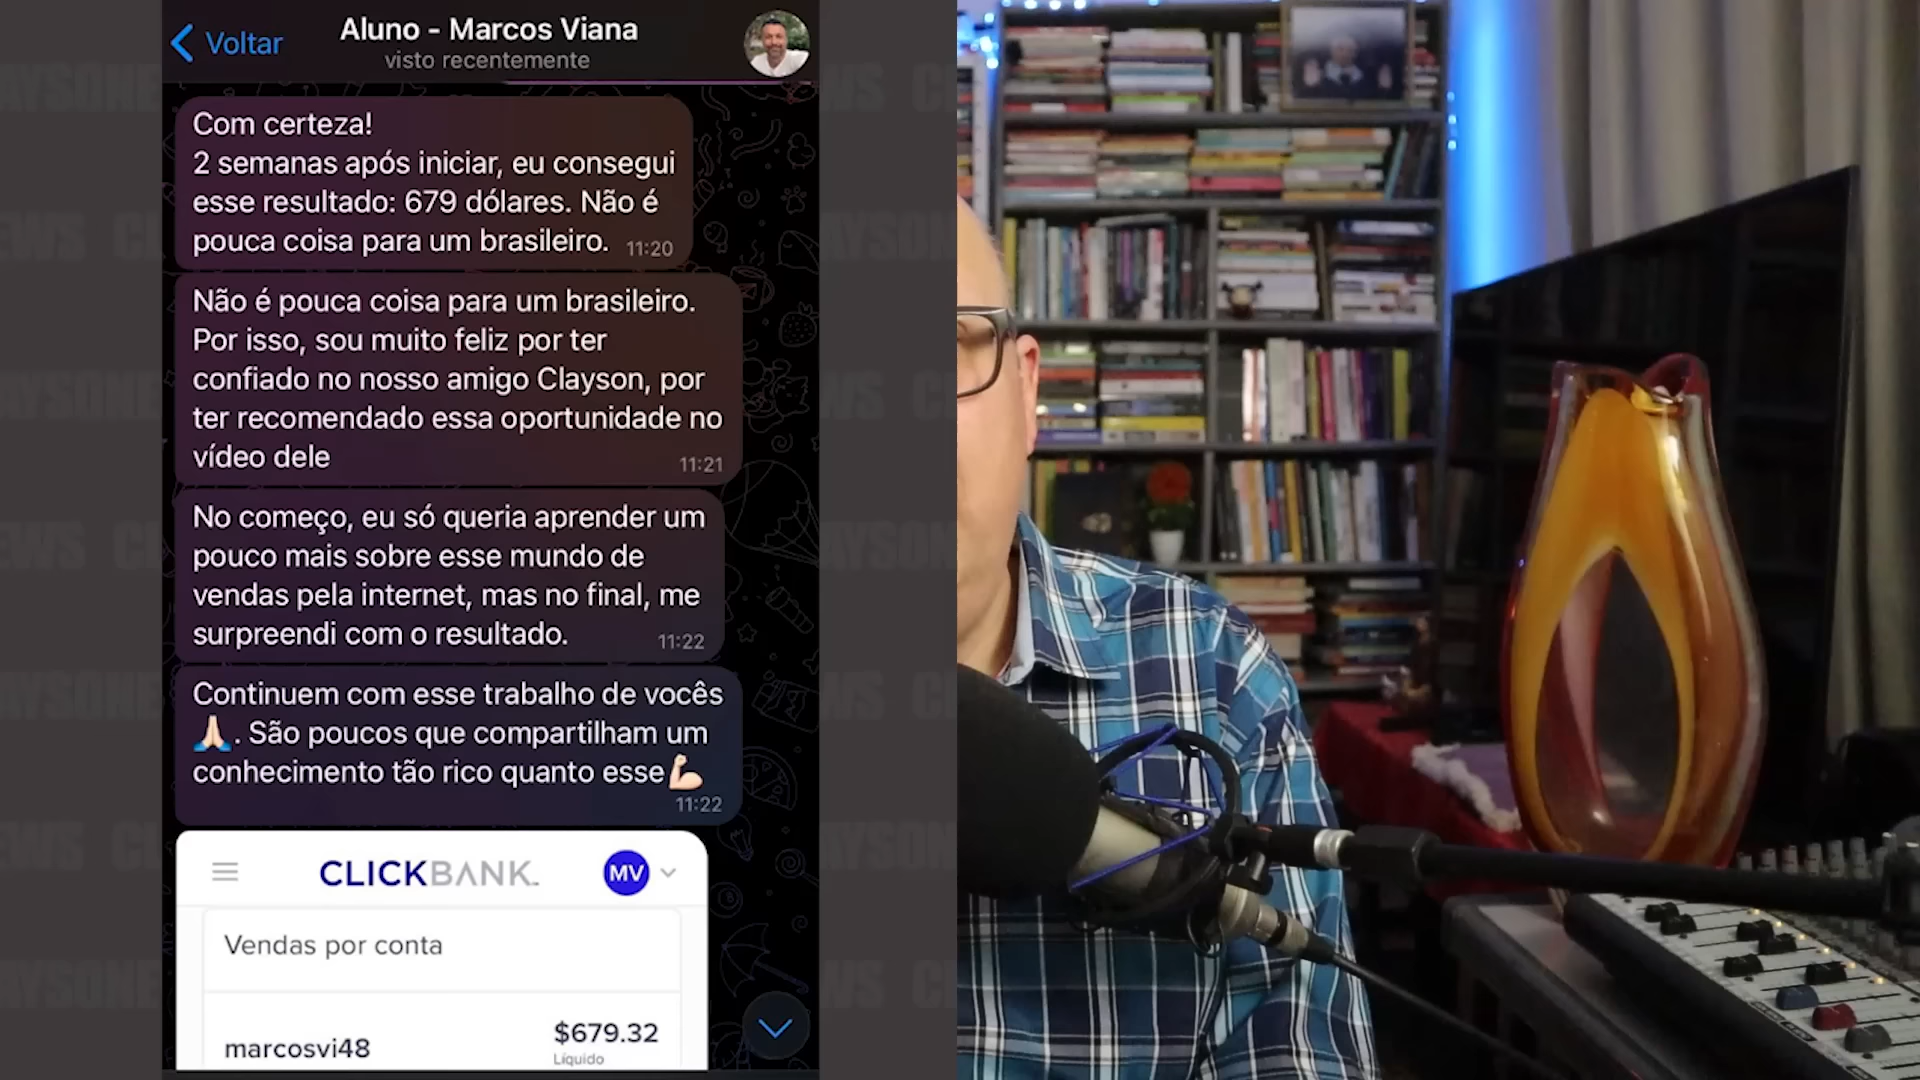 Voltar
Aluno - Marcos Viana
visto recentemente
Com certeza!
2 semanas após iniciar, eu consegui
esse resultado: 679 dólares. Não é
pouca coisa para um brasileiro. 11:20
Não é pouca coisa para um brasileiro.
Por isso, sou muito feliz por ter
confiado no nosso amigo Clayson, por
ter recomendado essa oportunidade no
vídeo dele 11:21
No começo, eu só queria aprender um
pouco mais sobre esse mundo de
vendas pela internet, mas no final, me
surpreendi com o resultado. 11:22
Continuem com esse trabalho de vocês
🙏🏻. São poucos que compartilham um
conhecimento tão rico quanto esse💪🏻
11:22
CLICKBANK
MV
Vendas por conta
marcosvi48 $679.32
Líquido